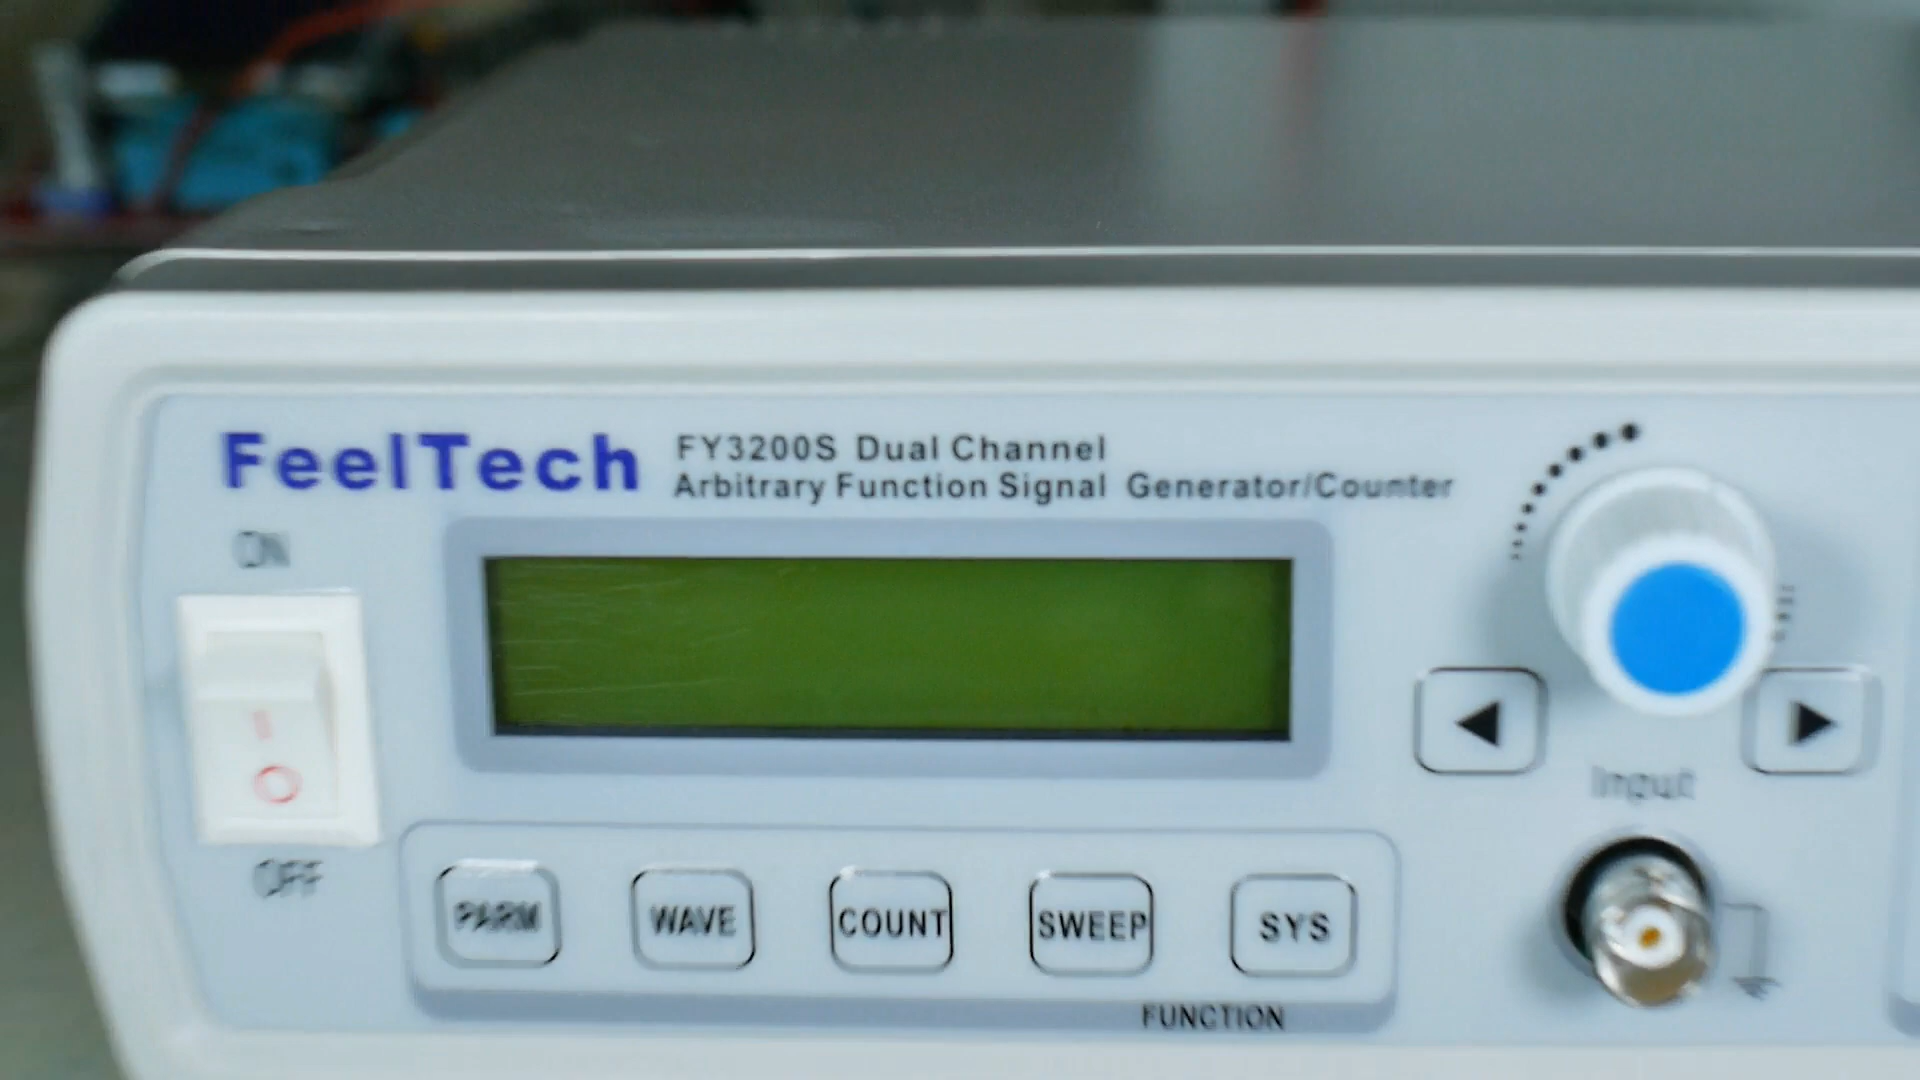 FeelTech
FY3200S Dual Channel
Arbitrary Function Signal Generator/Counter
ON
OFF
Input
PARM
WAVE
COUNT
SWEEP
SYS
FUNCTION